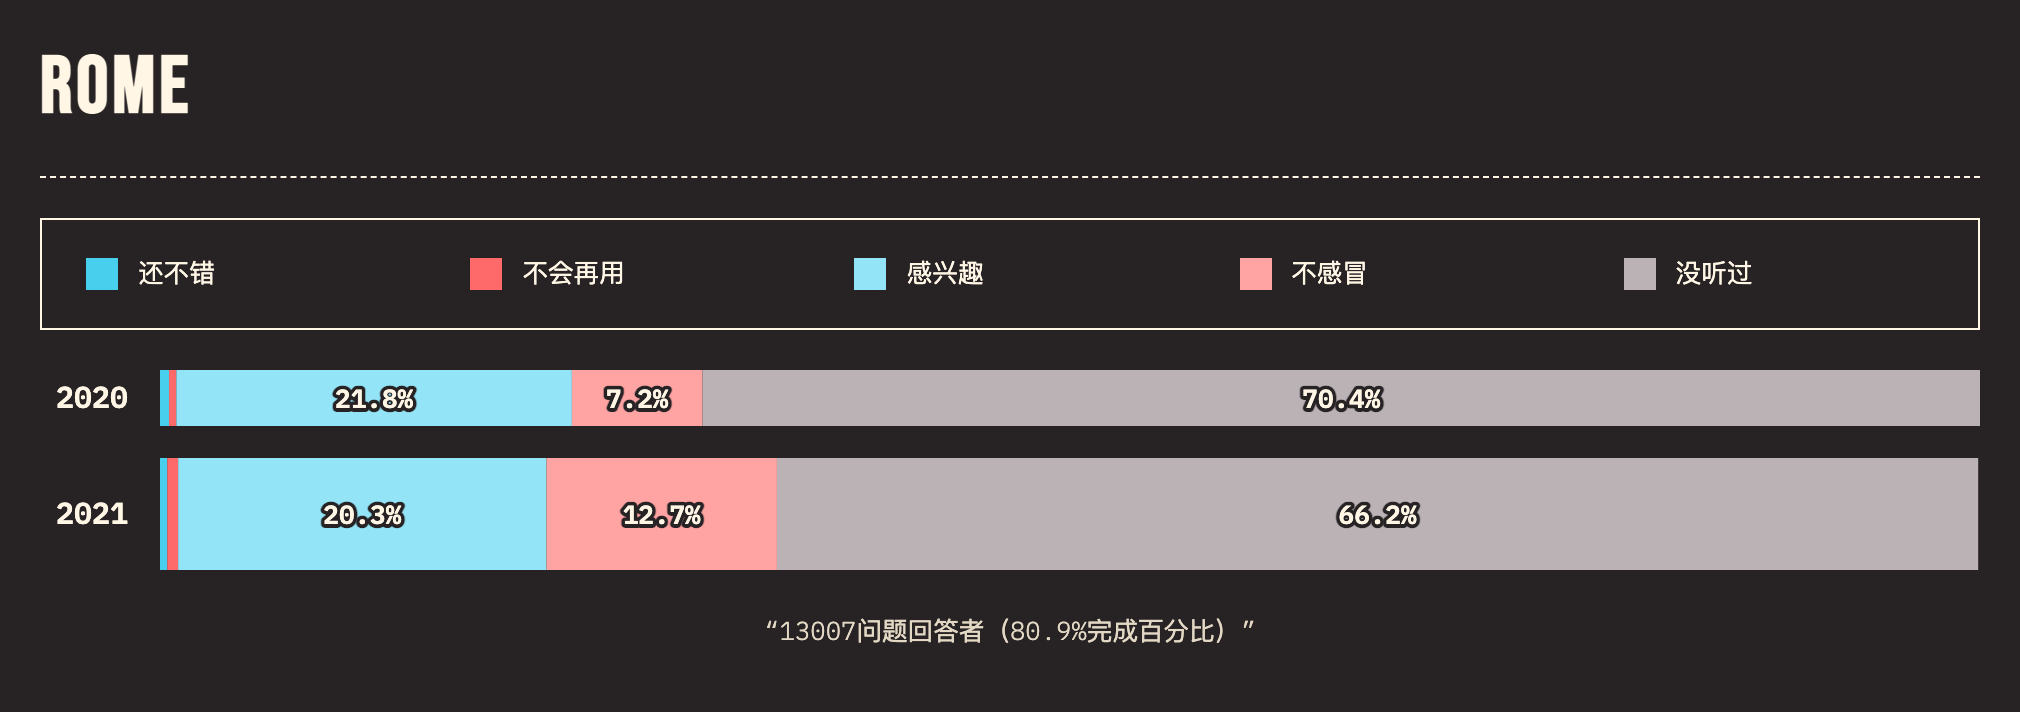 ROME
还不错 不会再用 感兴趣 不感冒 没听过
2020 21.8% 7.2% 70.4%
2021 20.3% 12.7% 66.2%
“13007问题回答者（80.9%完成百分比）”